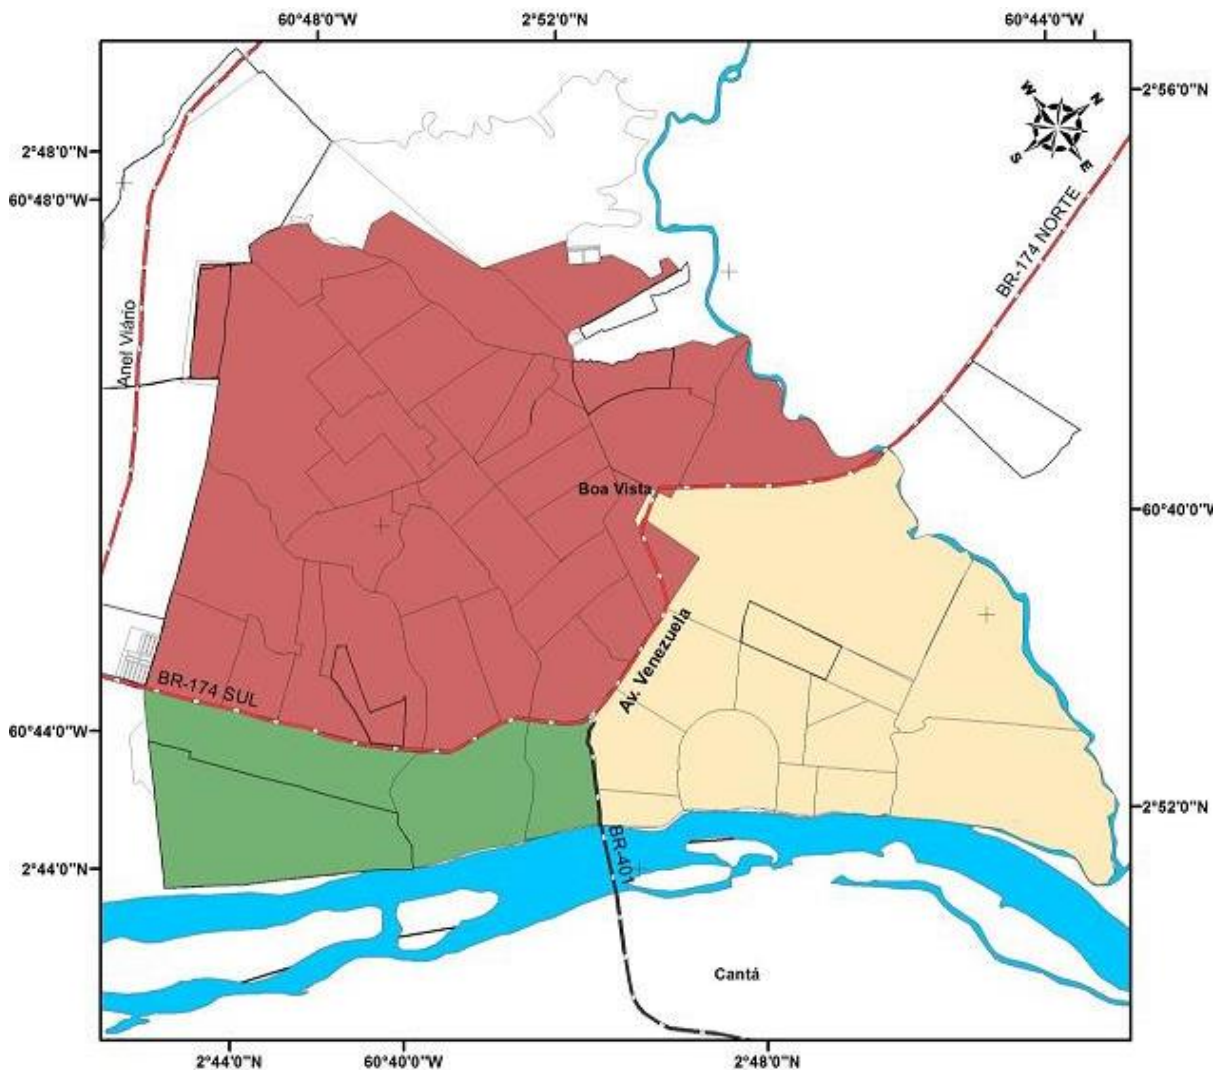 60°48'0"W
2°52'0"N
60°44'0"W
2°56'0"N
W
N
S
E
2°48'0"N
60°48'0"W
BR-174 NORTE
Anel Viário
Boa Vista
60°40'0"W
Av. Venezuela
BR-174 SUL
60°44'0"W
2°52'0"N
BR-401
2°44'0"N
Cantá
2°44'0"N
60°40'0"W
2°48'0"N